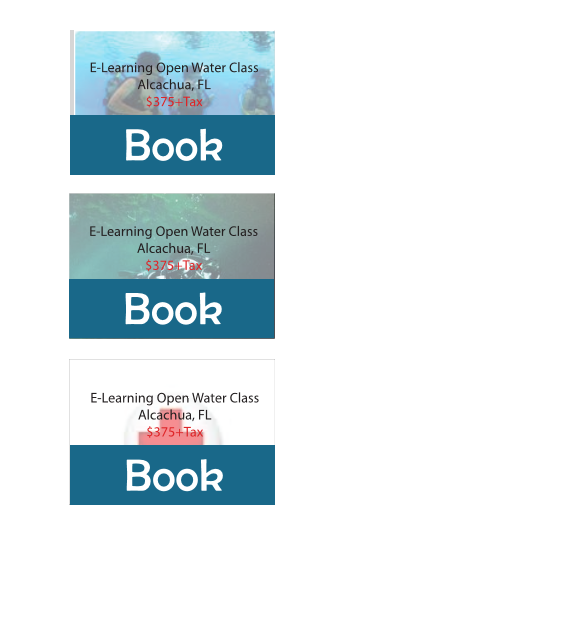 E-Learning Open Water Class
Alcachua, FL
$375+Tax
Book
E-Learning Open Water Class
Alcachua, FL
$375+Tax
Book
E-Learning Open Water Class
Alcachua, FL
$375+Tax
Book